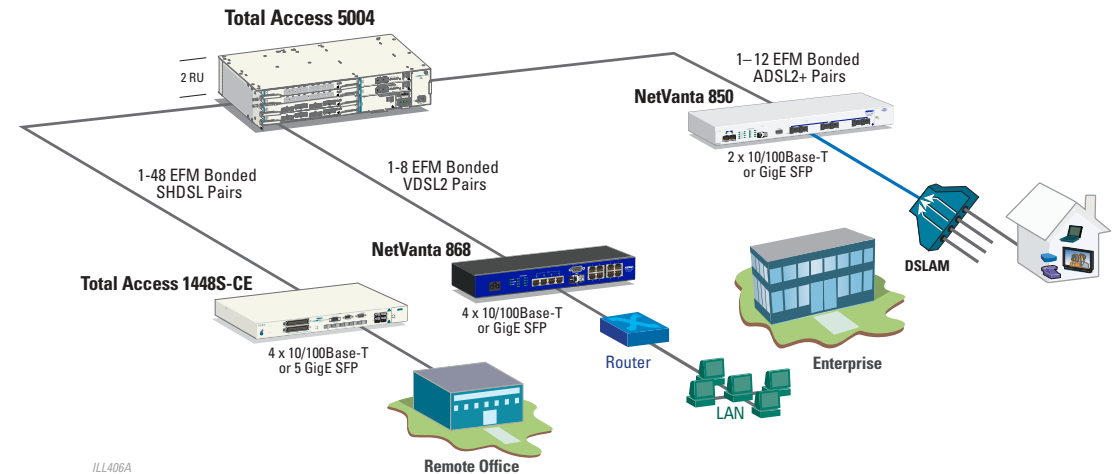 Total Access 5004
2 RU
1–12 EFM Bonded
ADSL2+ Pairs
NetVanta 850
2 x 10/100Base-T
or GigE SFP
1-48 EFM Bonded
SHDSL Pairs
1-8 EFM Bonded
VDSL2 Pairs
NetVanta 868
DSLAM
Total Access 1448S-CE
4 x 10/100Base-T
or GigE SFP
4 x 10/100Base-T
or 5 GigE SFP
Router
Enterprise
LAN
ILL406A
Remote Office